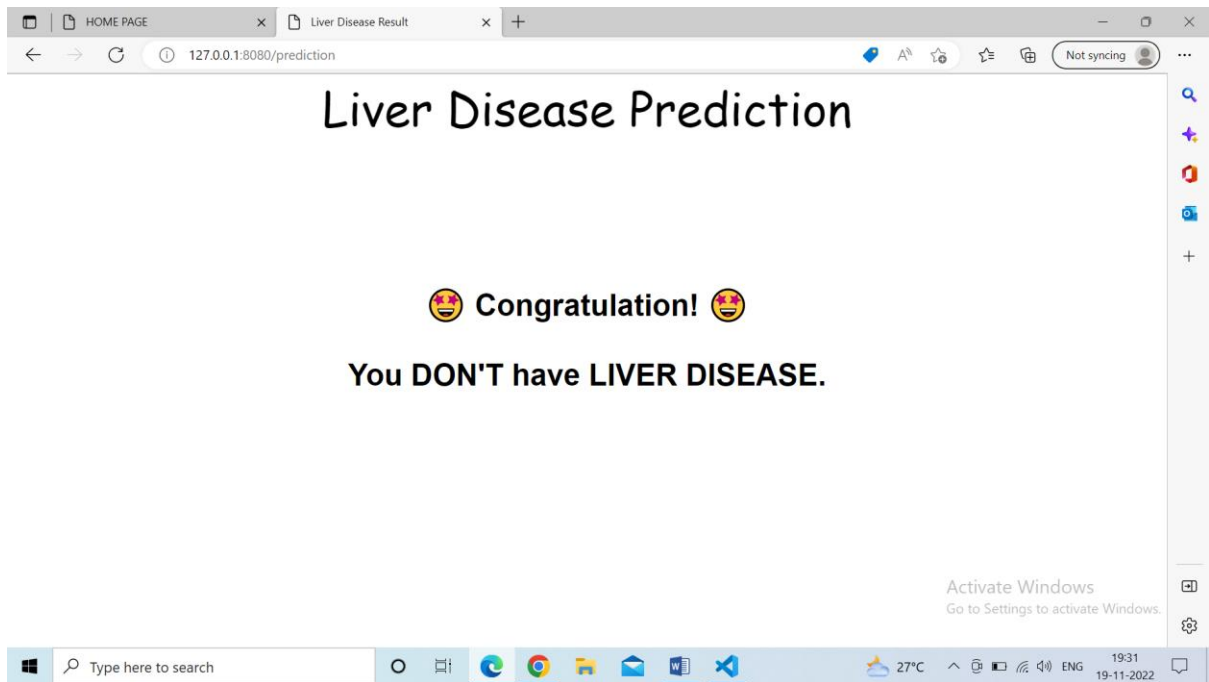 HOME PAGE
Liver Disease Result
127.0.0.1:8080/prediction
Not syncing
Liver Disease Prediction
🤩 Congratulation! 🤩
You DON'T have LIVER DISEASE.
Activate Windows
Go to Settings to activate Windows.
Type here to search
27°C
ENG
19:31
19-11-2022